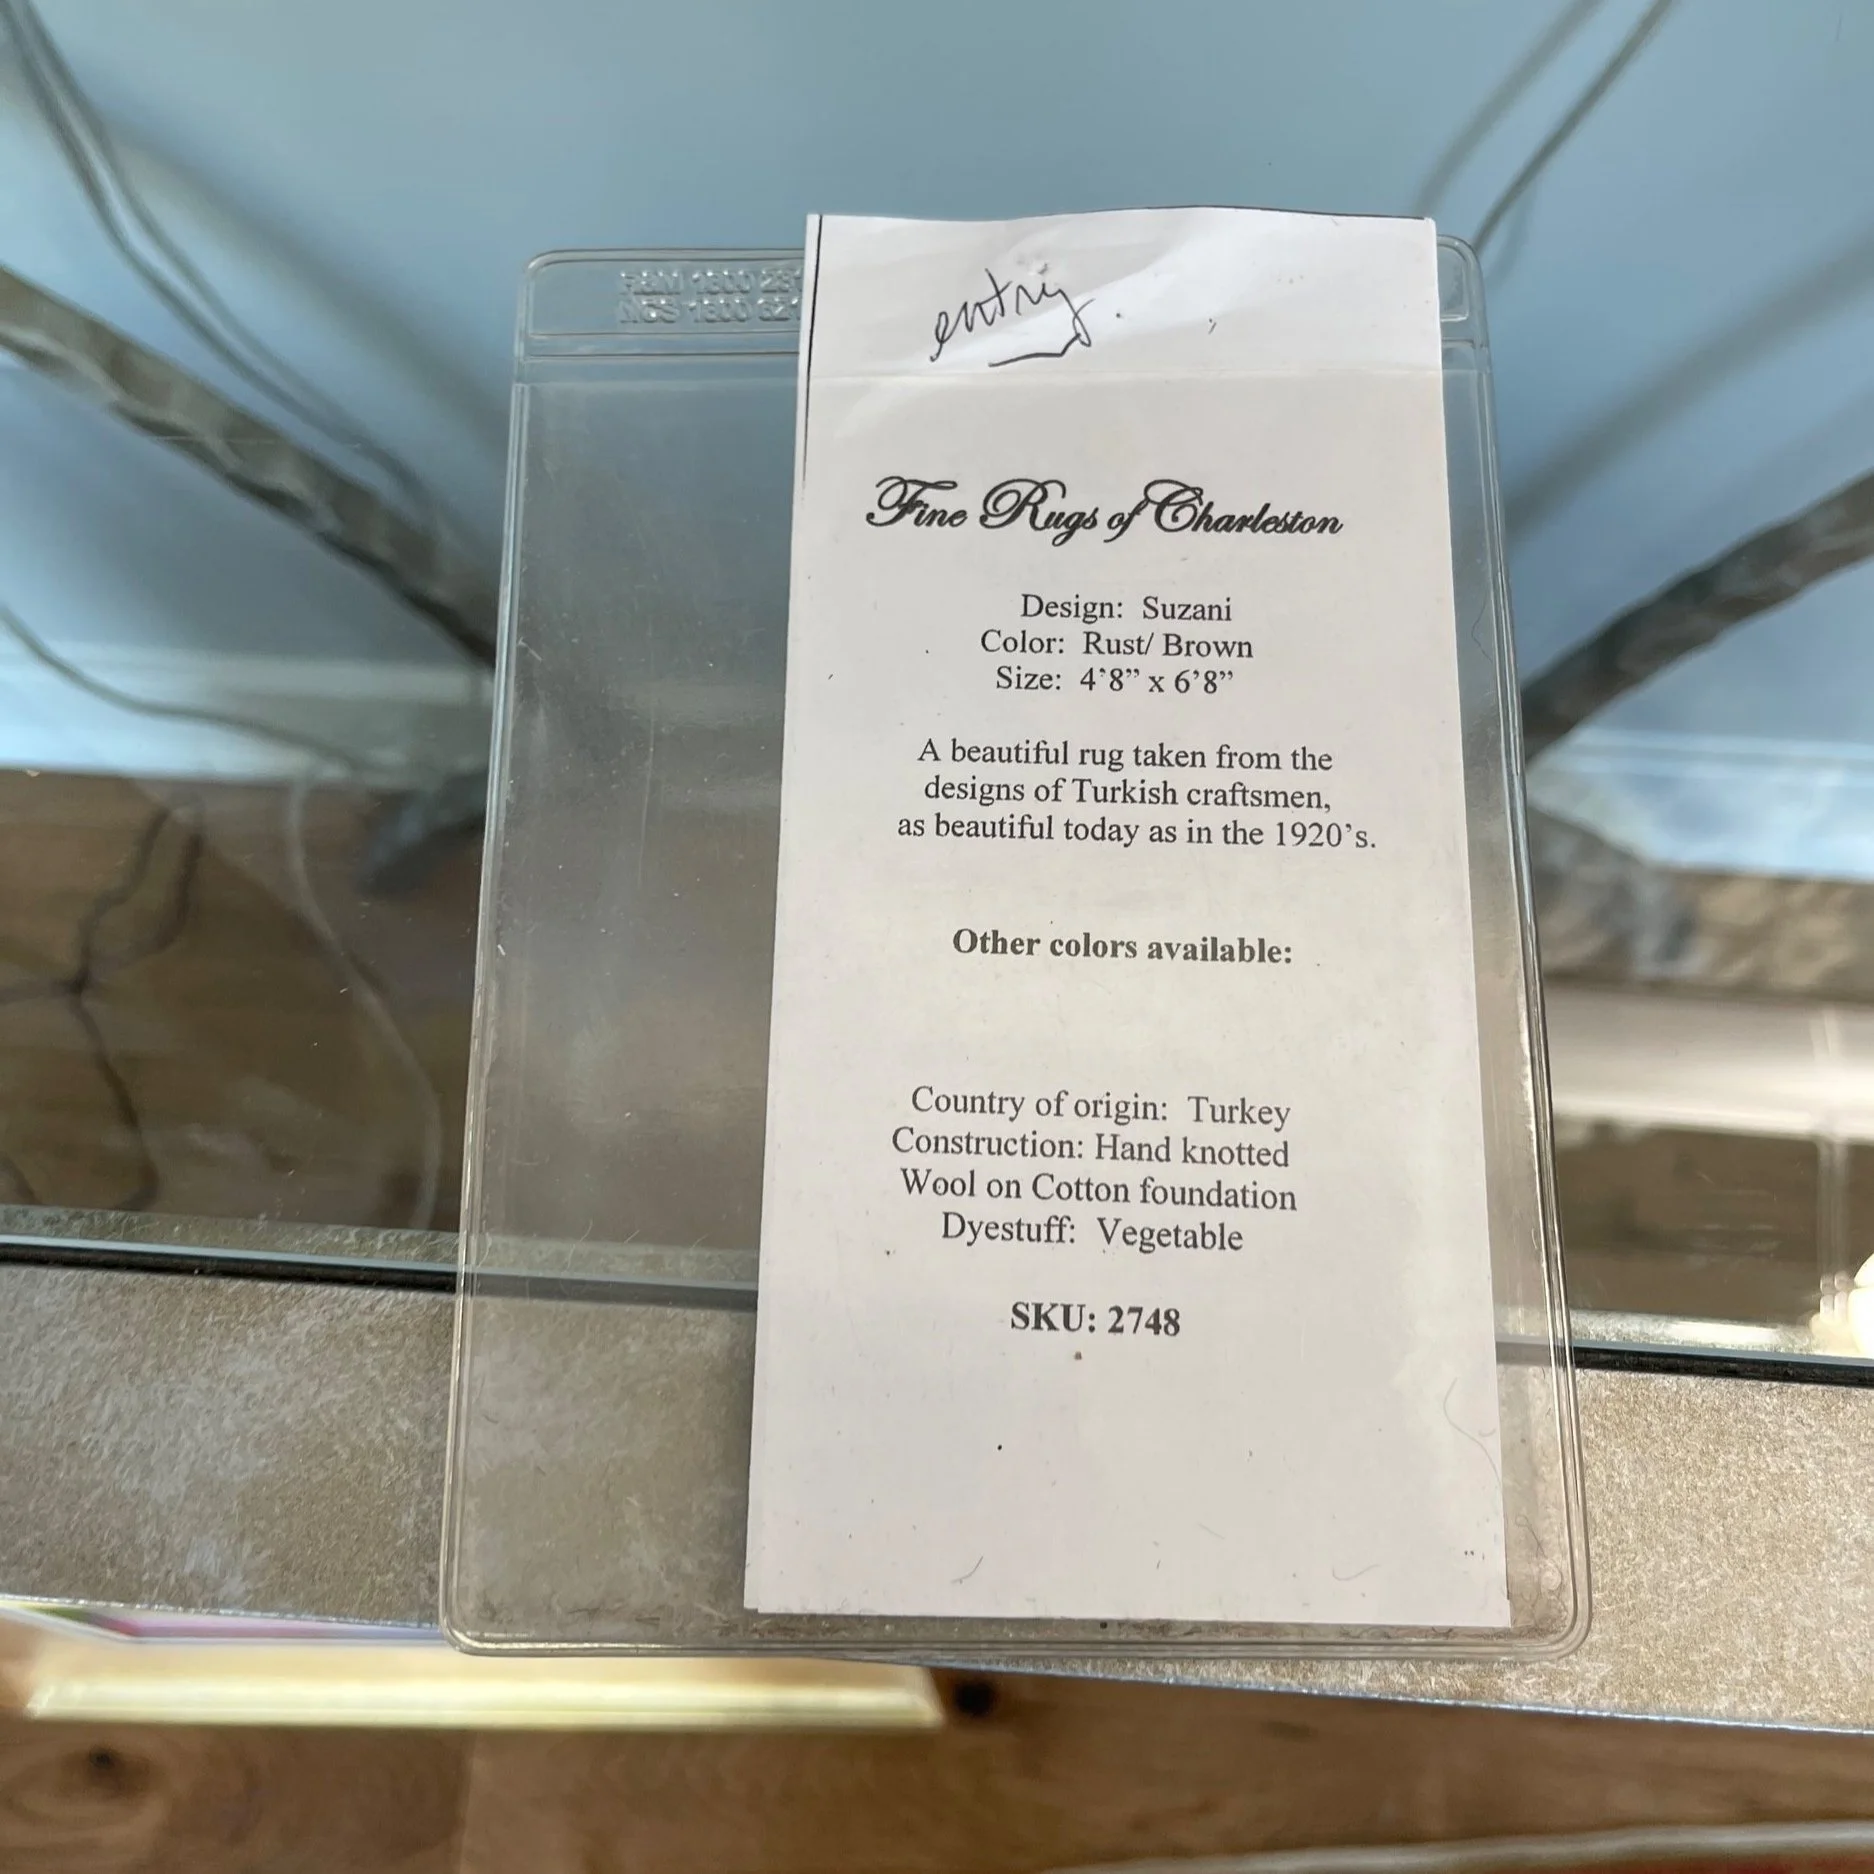 entry
Fine Rugs of Charleston
Design: Suzani
Color: Rust/ Brown
Size: 4'8” x 6’8”
A beautiful rug taken from the
designs of Turkish craftsmen,
as beautiful today as in the 1920’s.
Other colors available:
Country of origin: Turkey
Construction: Hand knotted
Wool on Cotton foundation
Dyestuff: Vegetable
SKU: 2748